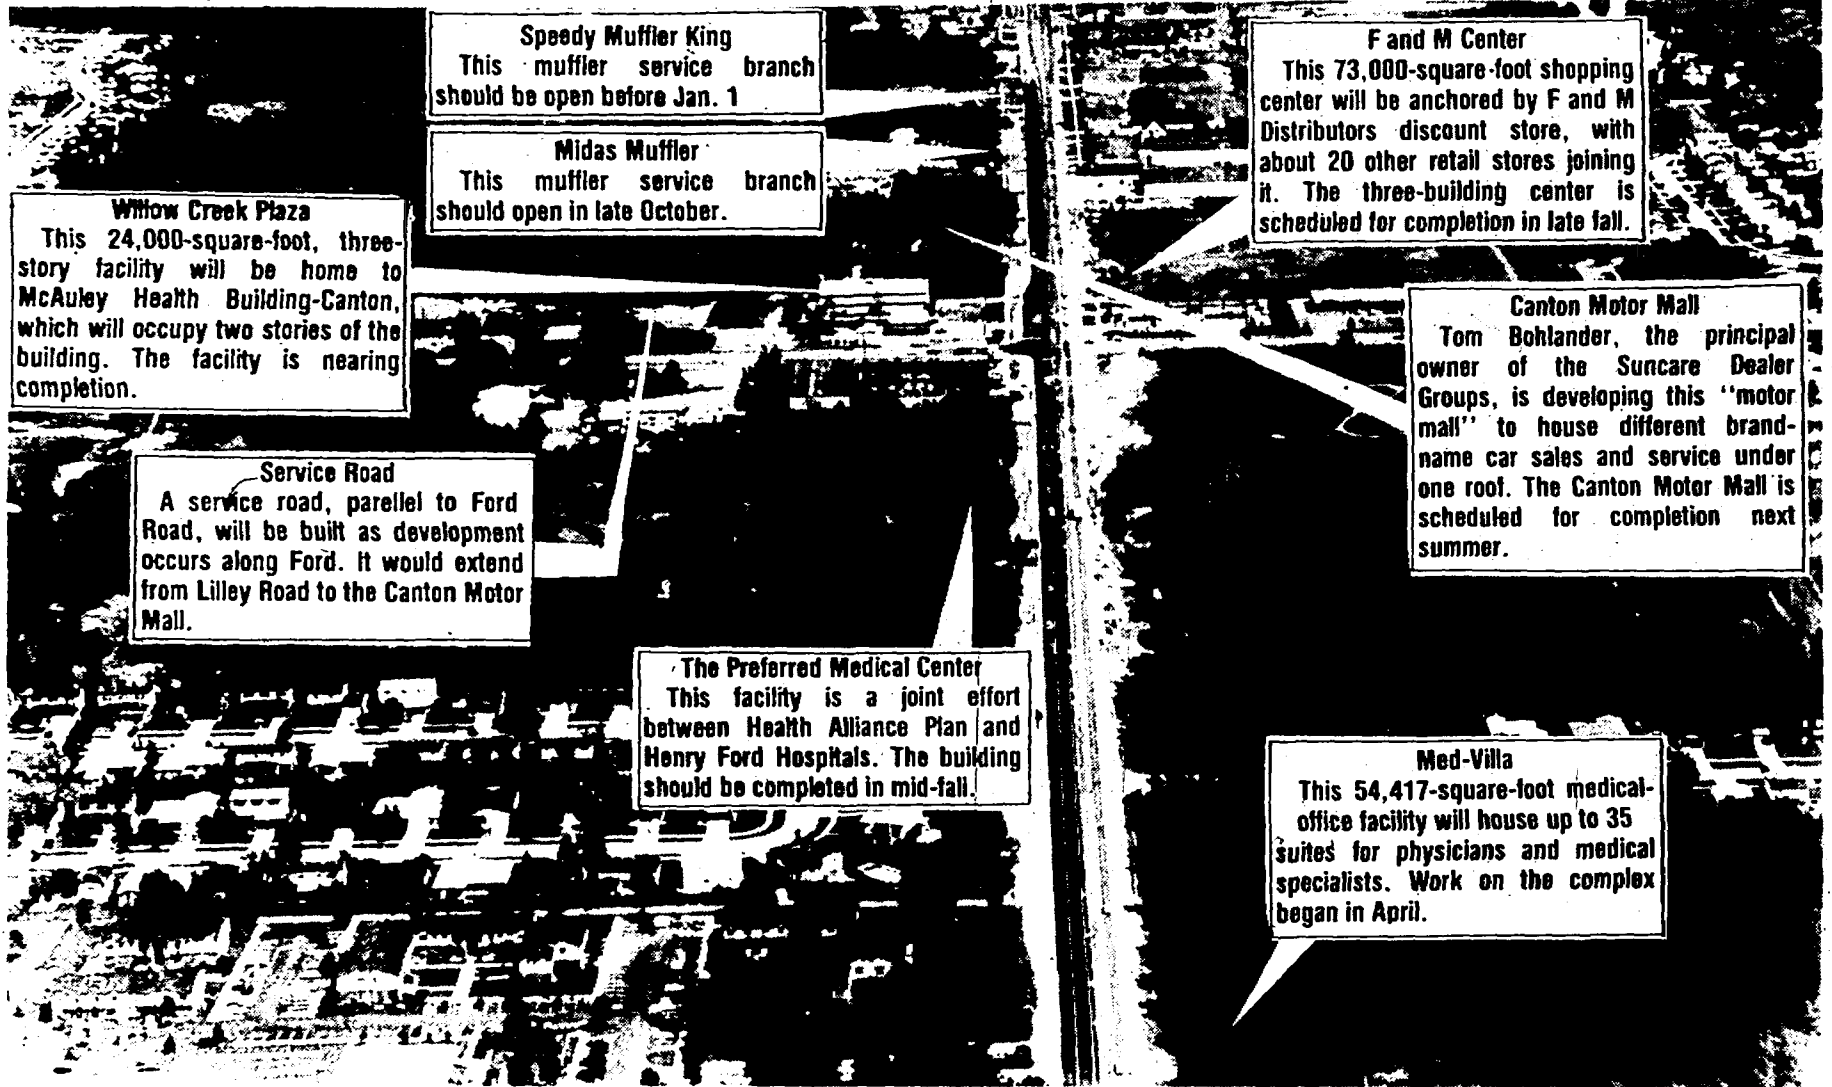 Speedy Muffler King
This muffler service branch
should be open before Jan. 1
Midas Muffler
This muffler service branch
should open in late October.
Willow Creek Plaza
This 24,000-square-foot, three-
story facility will be home to
McAuley Health Building-Canton,
which will occupy two stories of the
building. The facility is nearing
completion.
Service Road
A service road, parellel to Ford
Road, will be built as development
occurs along Ford. It would extend
from Lilley Road to the Canton Motor
Mall.
The Preferred Medical Center
This facility is a joint effort
between Health Alliance Plan and
Henry Ford Hospitals. The building
should be completed in mid-fall.
F and M Center
This 73,000-square-foot shopping
center will be anchored by F and M
Distributors discount store, with
about 20 other retail stores joining
it. The three-building center is
scheduled for completion in late fall.
Canton Motor Mall
Tom Bohlander, the principal
owner of the Suncare Dealer
Groups, is developing this "motor
mall" to house different brand-
name car sales and service under
one roof. The Canton Motor Mall is
scheduled for completion next
summer.
Med-Villa
This 54,417-square-foot medical-
office facility will house up to 35
suites for physicians and medical
specialists. Work on the complex
began in April.